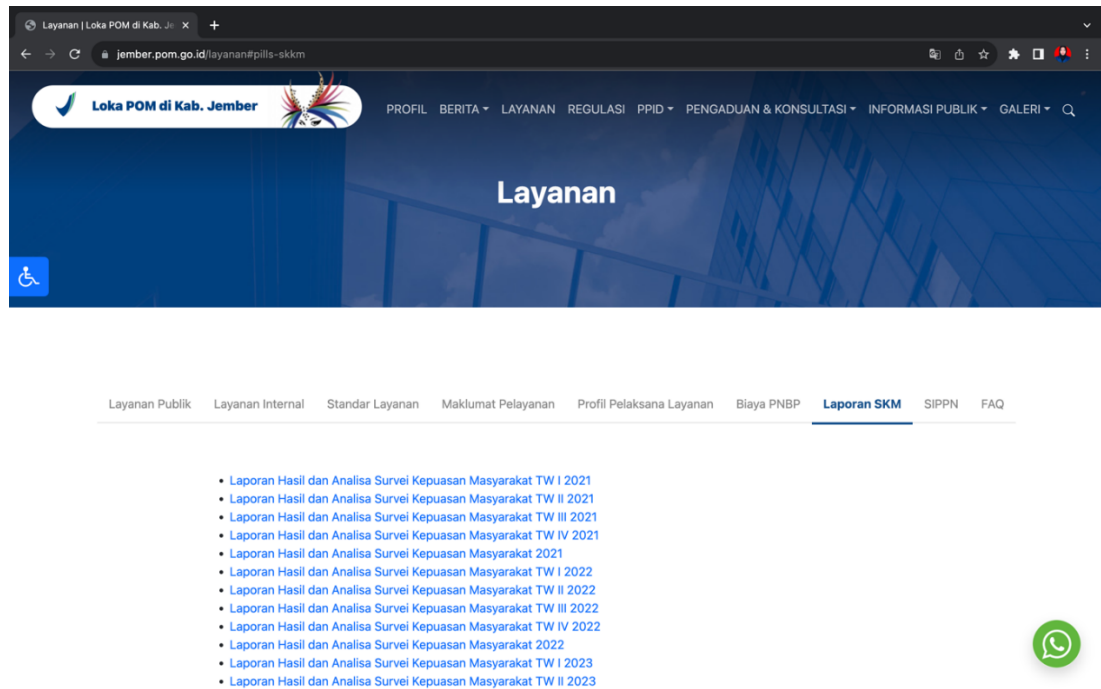 Layanan | Loka POM di Kab. Je
jember.pom.go.id/layanan#pills-skkm
Loka POM di Kab. Jember
PROFIL BERITA LAYANAN REGULASI PPID PENGADUAN & KONSULTASI INFORMASI PUBLIK GALERI
Layanan
Layanan Publik Layanan Internal Standar Layanan Maklumat Pelayanan Profil Pelaksana Layanan Biaya PNBP Laporan SKM SIPPN FAQ
• Laporan Hasil dan Analisa Survei Kepuasan Masyarakat TW I 2021
• Laporan Hasil dan Analisa Survei Kepuasan Masyarakat TW II 2021
• Laporan Hasil dan Analisa Survei Kepuasan Masyarakat TW III 2021
• Laporan Hasil dan Analisa Survei Kepuasan Masyarakat TW IV 2021
• Laporan Hasil dan Analisa Survei Kepuasan Masyarakat 2021
• Laporan Hasil dan Analisa Survei Kepuasan Masyarakat TW I 2022
• Laporan Hasil dan Analisa Survei Kepuasan Masyarakat TW II 2022
• Laporan Hasil dan Analisa Survei Kepuasan Masyarakat TW III 2022
• Laporan Hasil dan Analisa Survei Kepuasan Masyarakat TW IV 2022
• Laporan Hasil dan Analisa Survei Kepuasan Masyarakat 2022
• Laporan Hasil dan Analisa Survei Kepuasan Masyarakat TW I 2023
• Laporan Hasil dan Analisa Survei Kepuasan Masyarakat TW II 2023